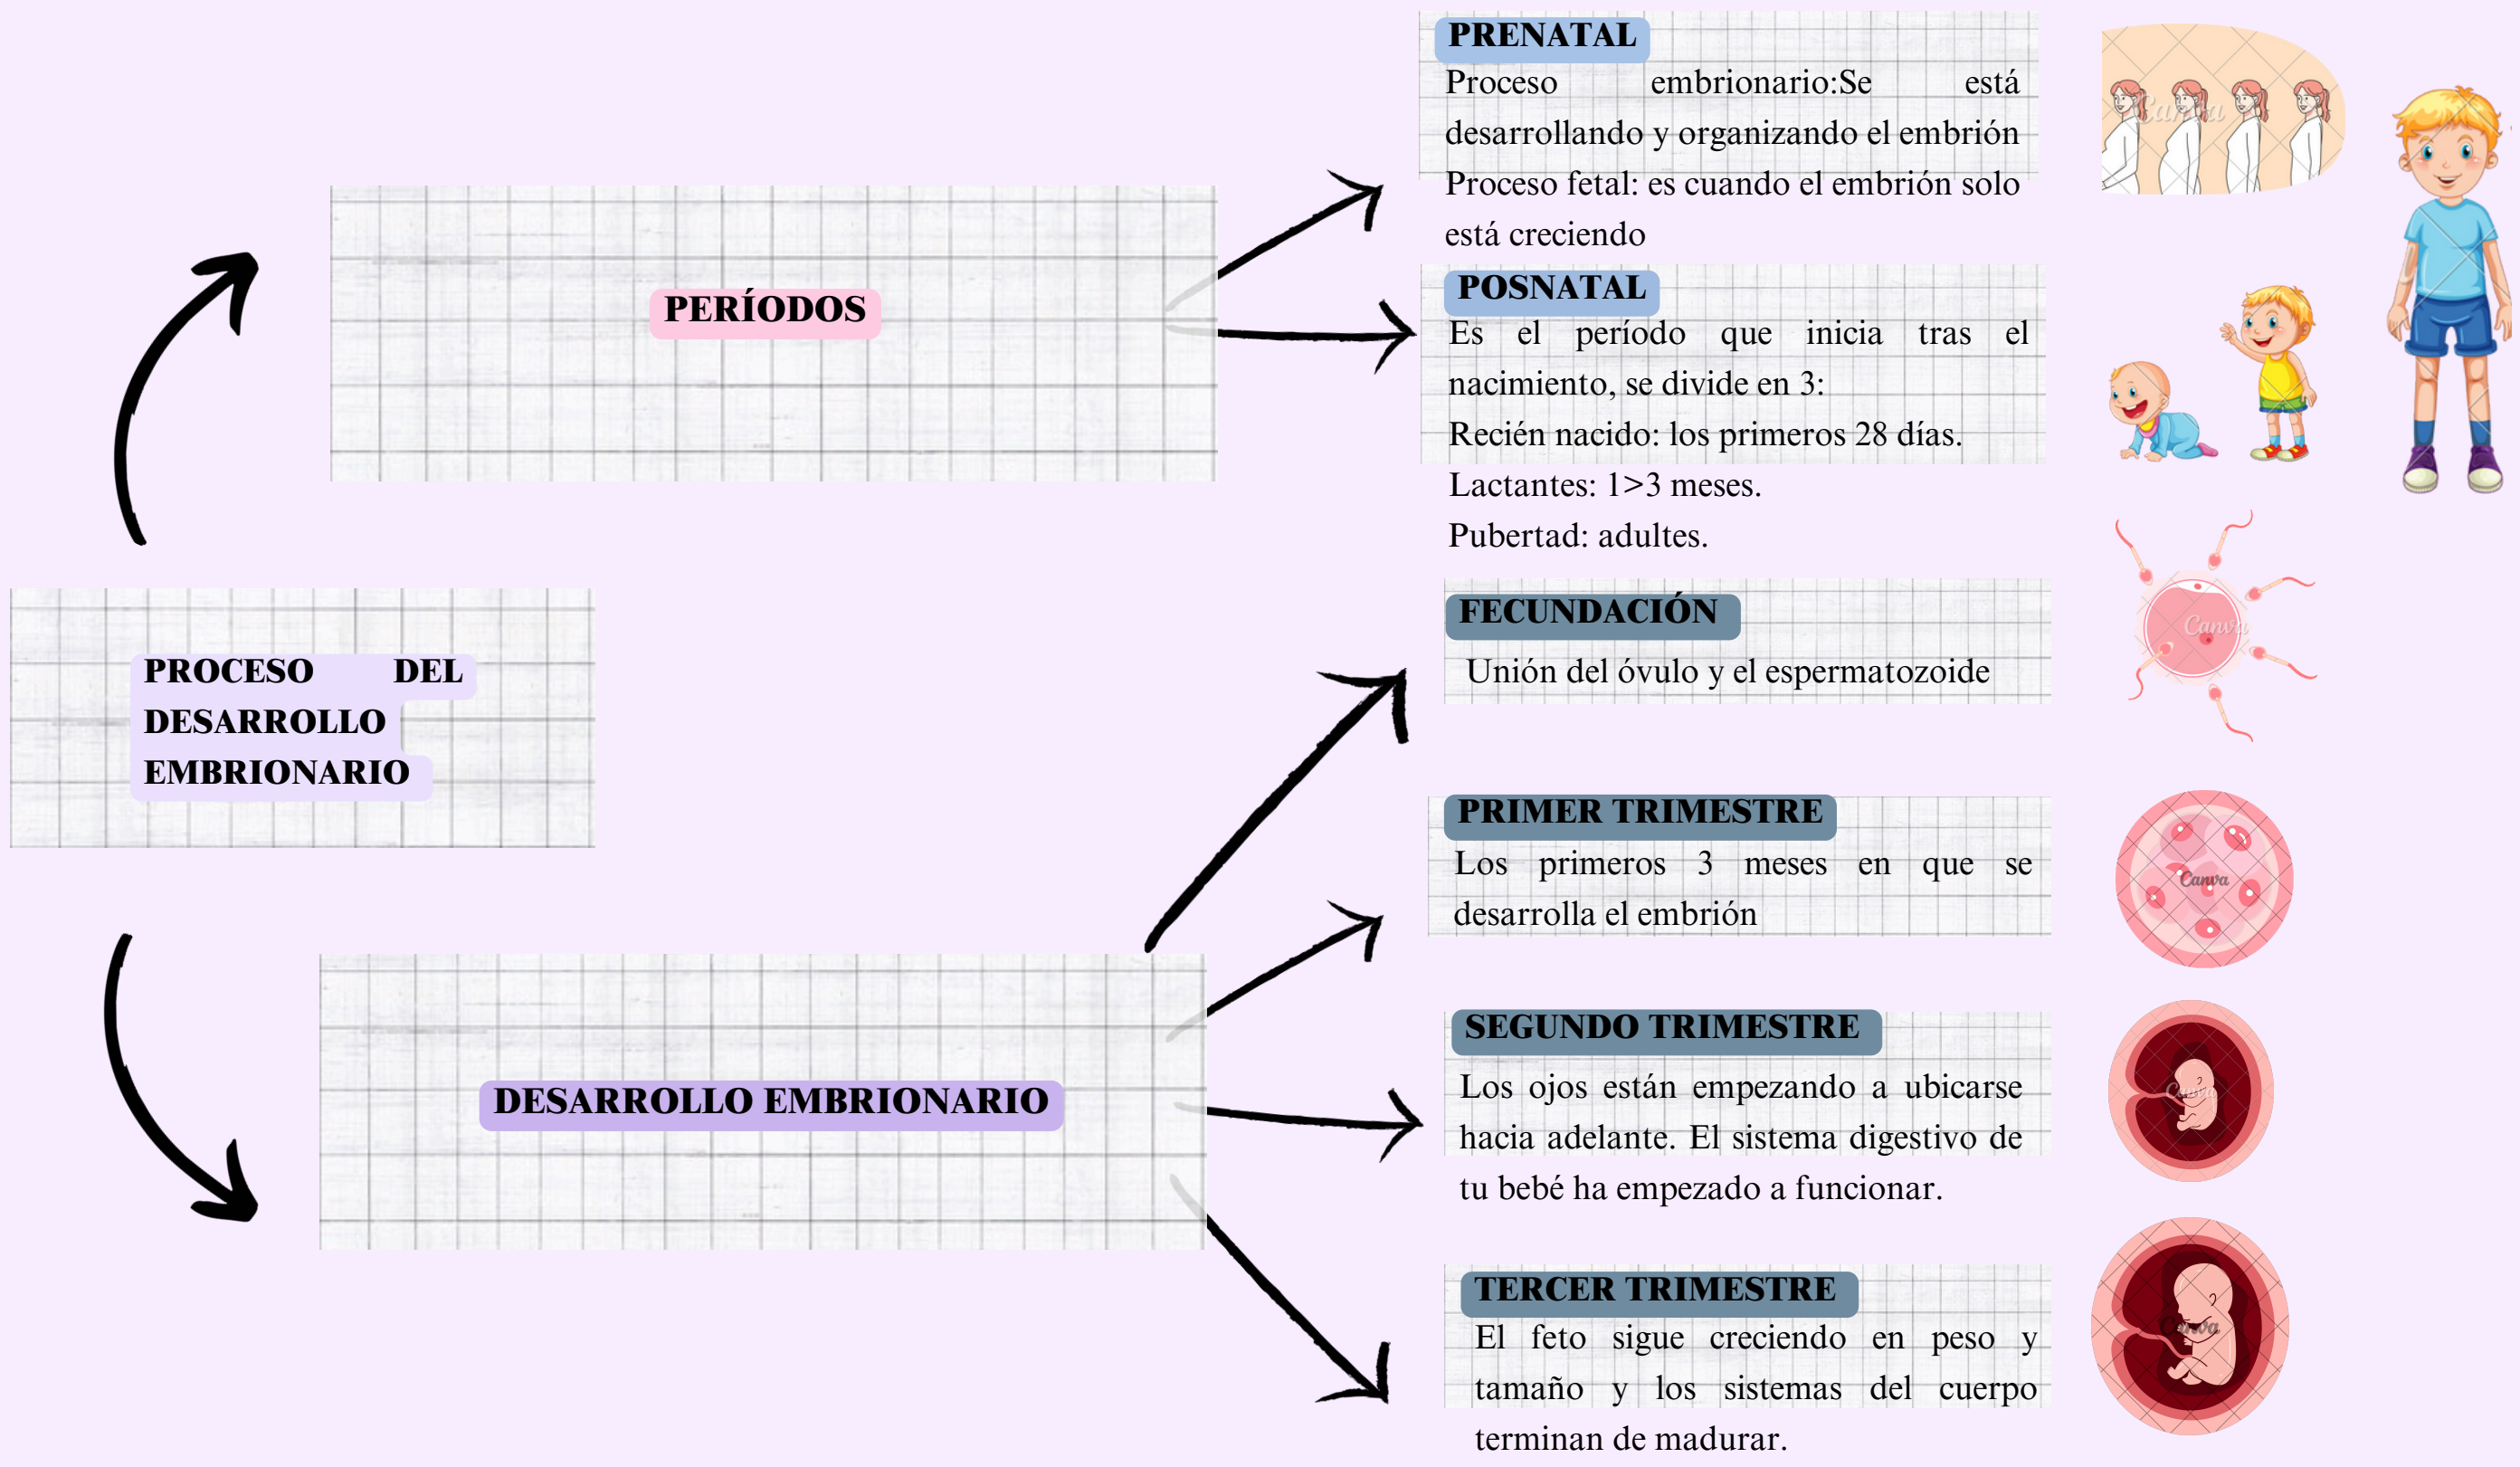 PROCESO DEL
DESARROLLO
EMBRIONARIO
PERÍODOS
PRENATAL
Proceso embrionario:Se está
desarrollando y organizando el embrión
Proceso fetal: es cuando el embrión solo
está creciendo
POSNATAL
Es el período que inicia tras el
nacimiento, se divide en 3:
Recién nacido: los primeros 28 días.
Lactantes: 1>3 meses.
Pubertad: adultes.
DESARROLLO EMBRIONARIO
FECUNDACIÓN
Unión del óvulo y el espermatozoide
PRIMER TRIMESTRE
Los primeros 3 meses en que se
desarrolla el embrión
SEGUNDO TRIMESTRE
Los ojos están empezando a ubicarse
hacia adelante. El sistema digestivo de
tu bebé ha empezado a funcionar.
TERCER TRIMESTRE
El feto sigue creciendo en peso y
tamaño y los sistemas del cuerpo
terminan de madurar.
Canva
Canva
Canva
Canva
Canva